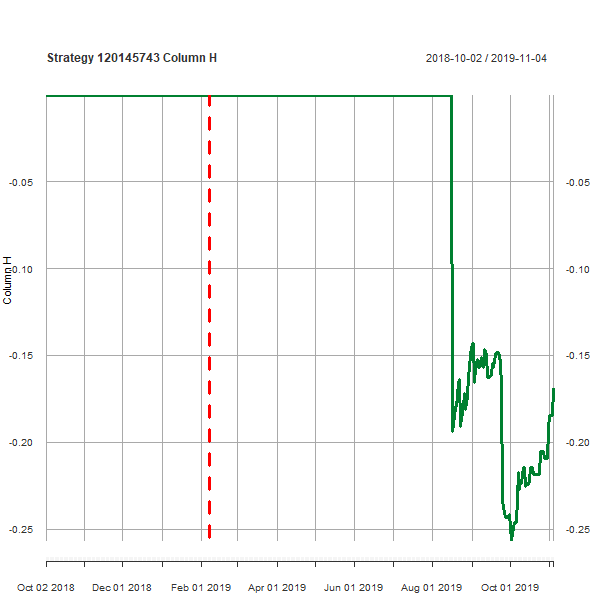 Strategy 120145743 Column H
2018-10-02 / 2019-11-04
-0.05 -0.05
-0.10 -0.10
Column H
-0.15 -0.15
-0.20 -0.20
-0.25 -0.25
Oct 02 2018 Dec 01 2018 Feb 01 2019 Apr 01 2019 Jun 01 2019 Aug 01 2019 Oct 01 2019